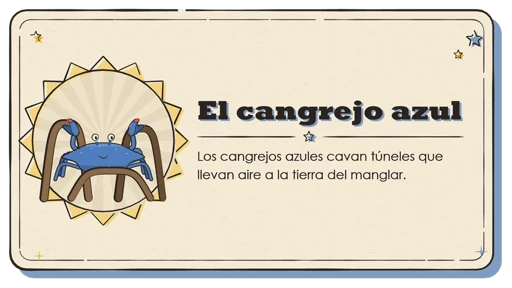 El cangrejo azul
Los cangrejos azules cavan túneles que
llevan aire a la tierra del manglar.